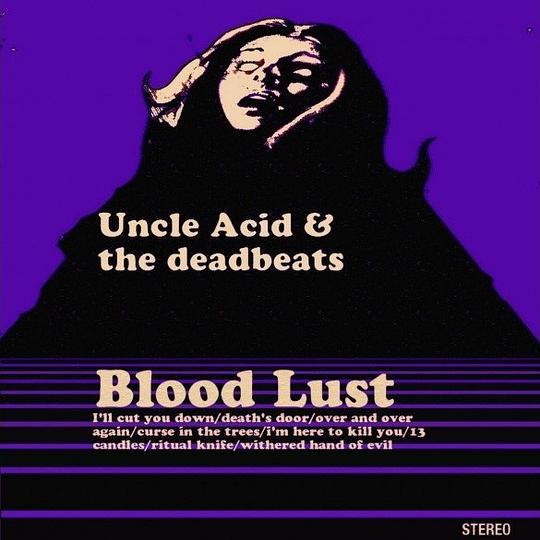 Uncle Acid &
the deadbeats
Blood Lust
I'll cut you down/death's door/over and over
again/curse in the trees/i'm here to kill you/13
candles/ritual knife/withered hand of evil
STEREO